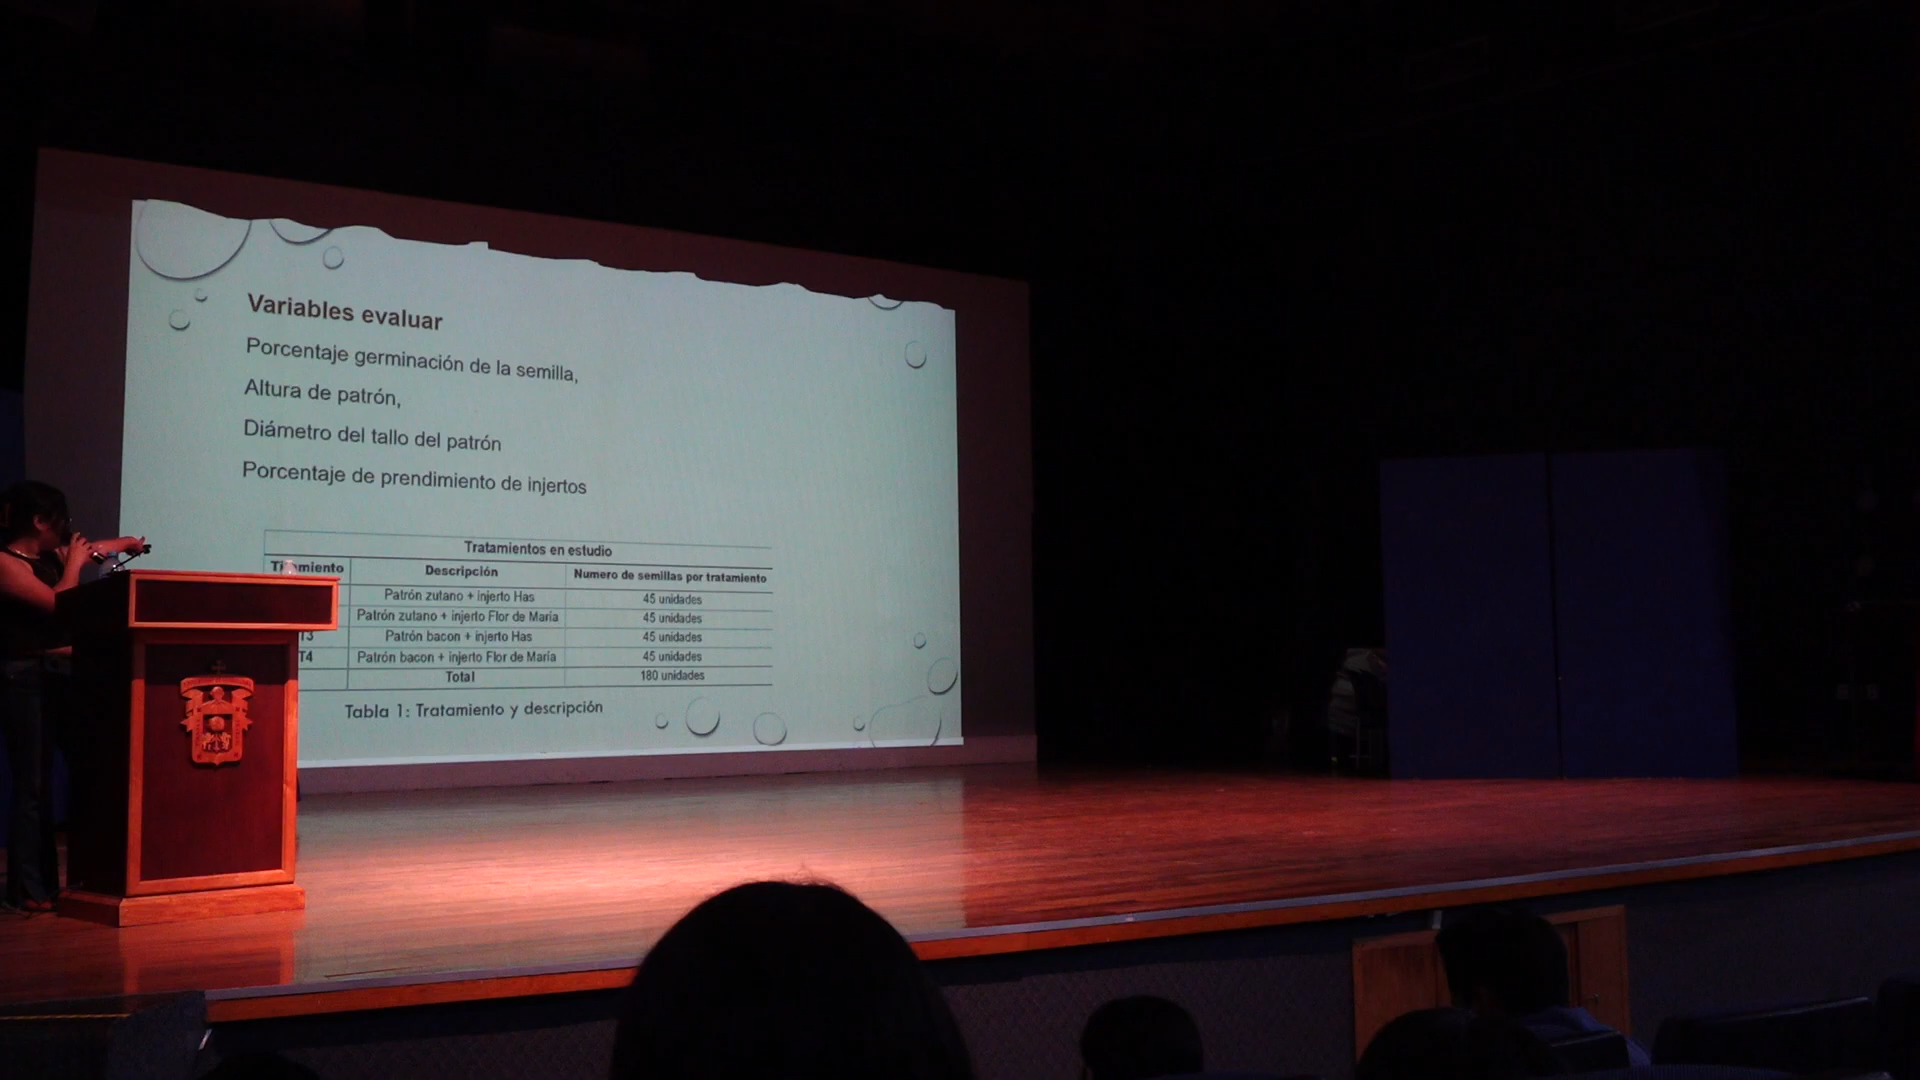 Variables evaluar
Porcentaje germinación de la semilla,
Altura de patrón,
Diámetro del tallo del patrón
Porcentaje de prendimiento de injertos
Tratamientos en estudio
Descripción Numero de semillas por tratamiento
Patrón zutano + injerto Has 45 unidades
Patrón zutano + injerto Flor de María 45 unidades
T3 Patrón bacon + injerto Has 45 unidades
T4 Patrón bacon + injerto Flor de María 45 unidades
Total 180 unidades
Tabla 1: Tratamiento y descripción